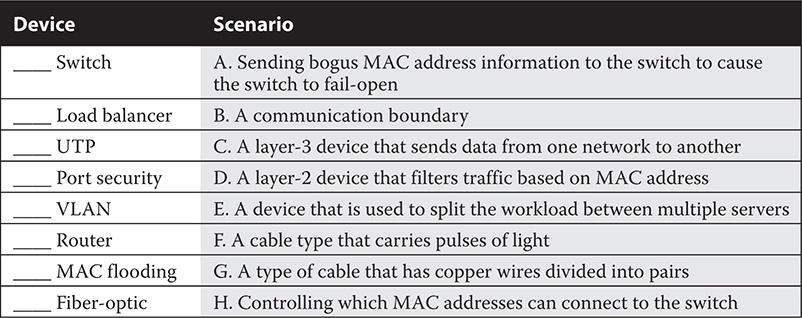 Device Scenario
____ Switch A. Sending bogus MAC address information to the switch to cause
the switch to fail-open
____ Load balancer B. A communication boundary
____ UTP C. A layer-3 device that sends data from one network to another
____ Port security D. A layer-2 device that filters traffic based on MAC address
____ VLAN E. A device that is used to split the workload between multiple servers
____ Router F. A cable type that carries pulses of light
____ MAC flooding G. A type of cable that has copper wires divided into pairs
____ Fiber-optic H. Controlling which MAC addresses can connect to the switch